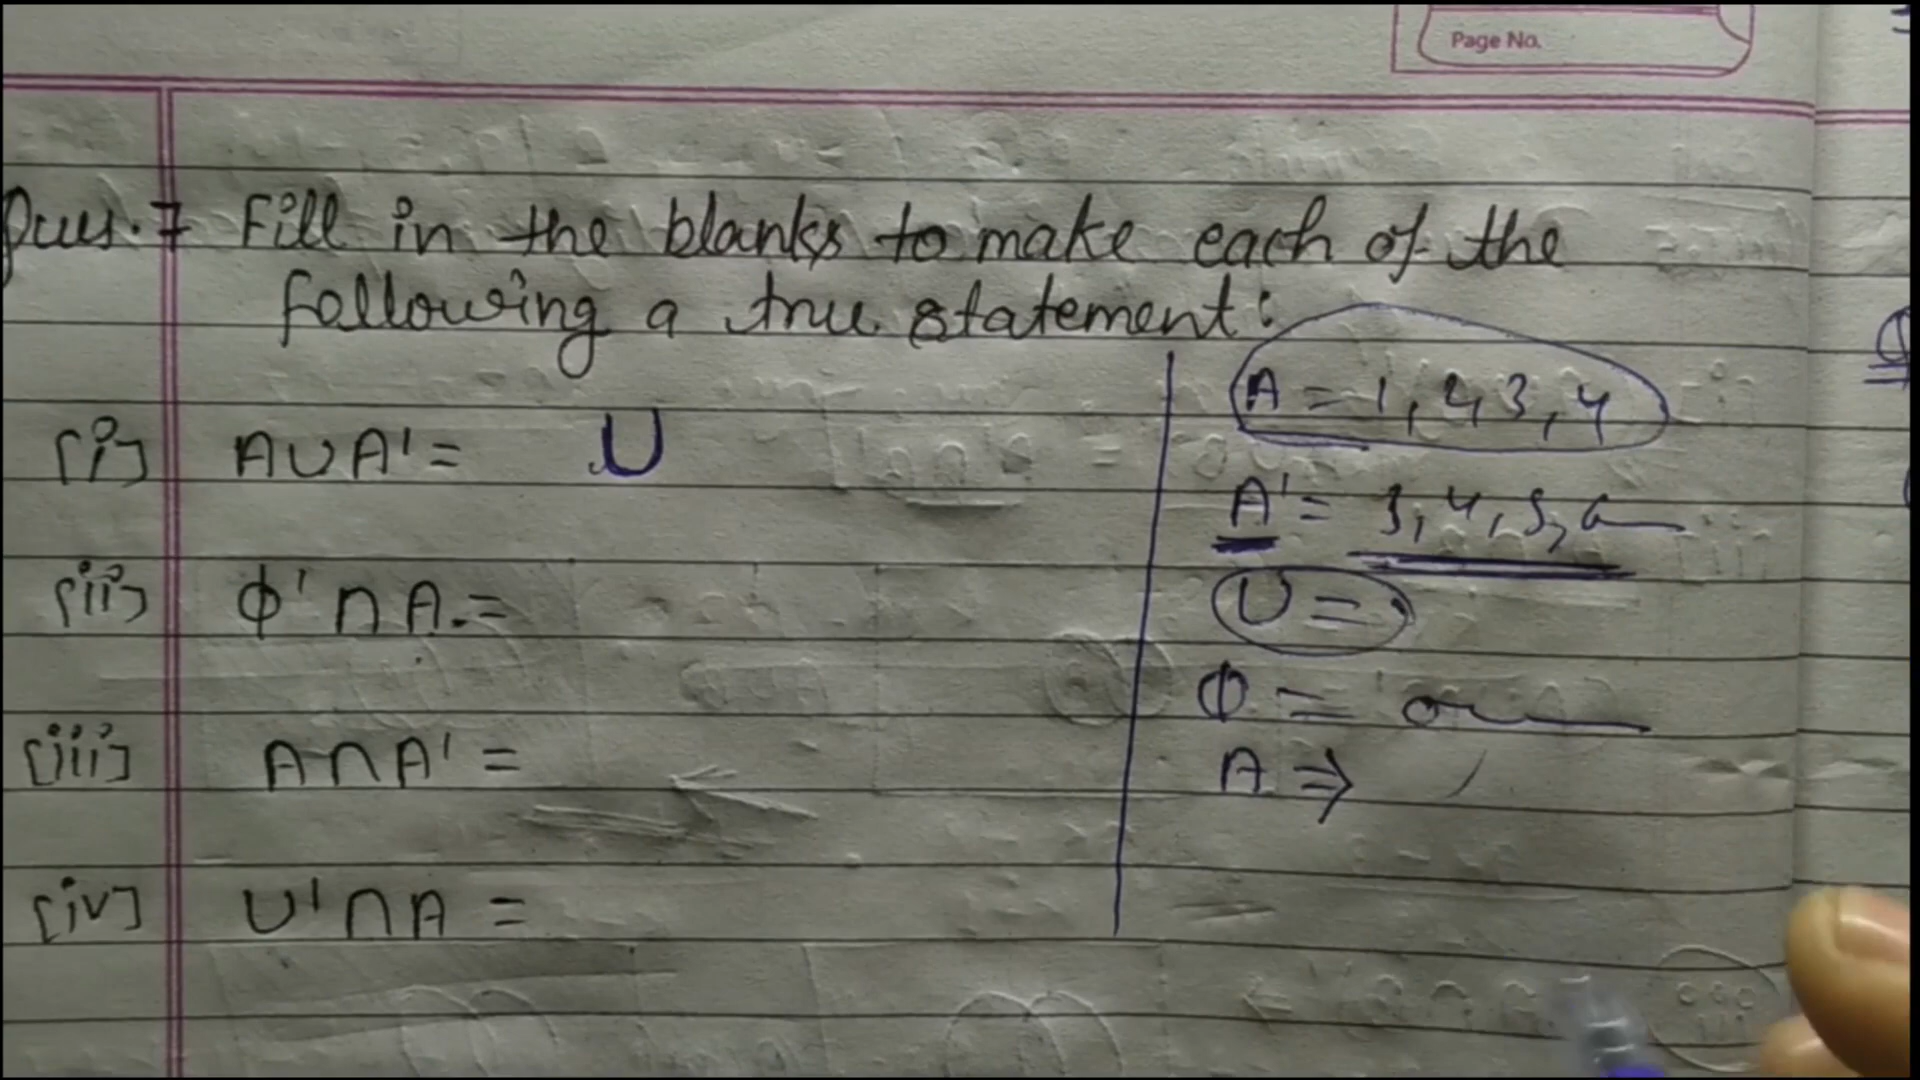 Page No.
Ques.7 Fill in the blanks to make each of the
following a true statement:
[i] A∪A' = U
[ii] ϕ'∩A.=
[iii] A∩A' =
[iv] U'∩A =
A = 1, 2, 3, 4
A' = 3, 4, 5, 6
U =
ϕ =
A ⇒